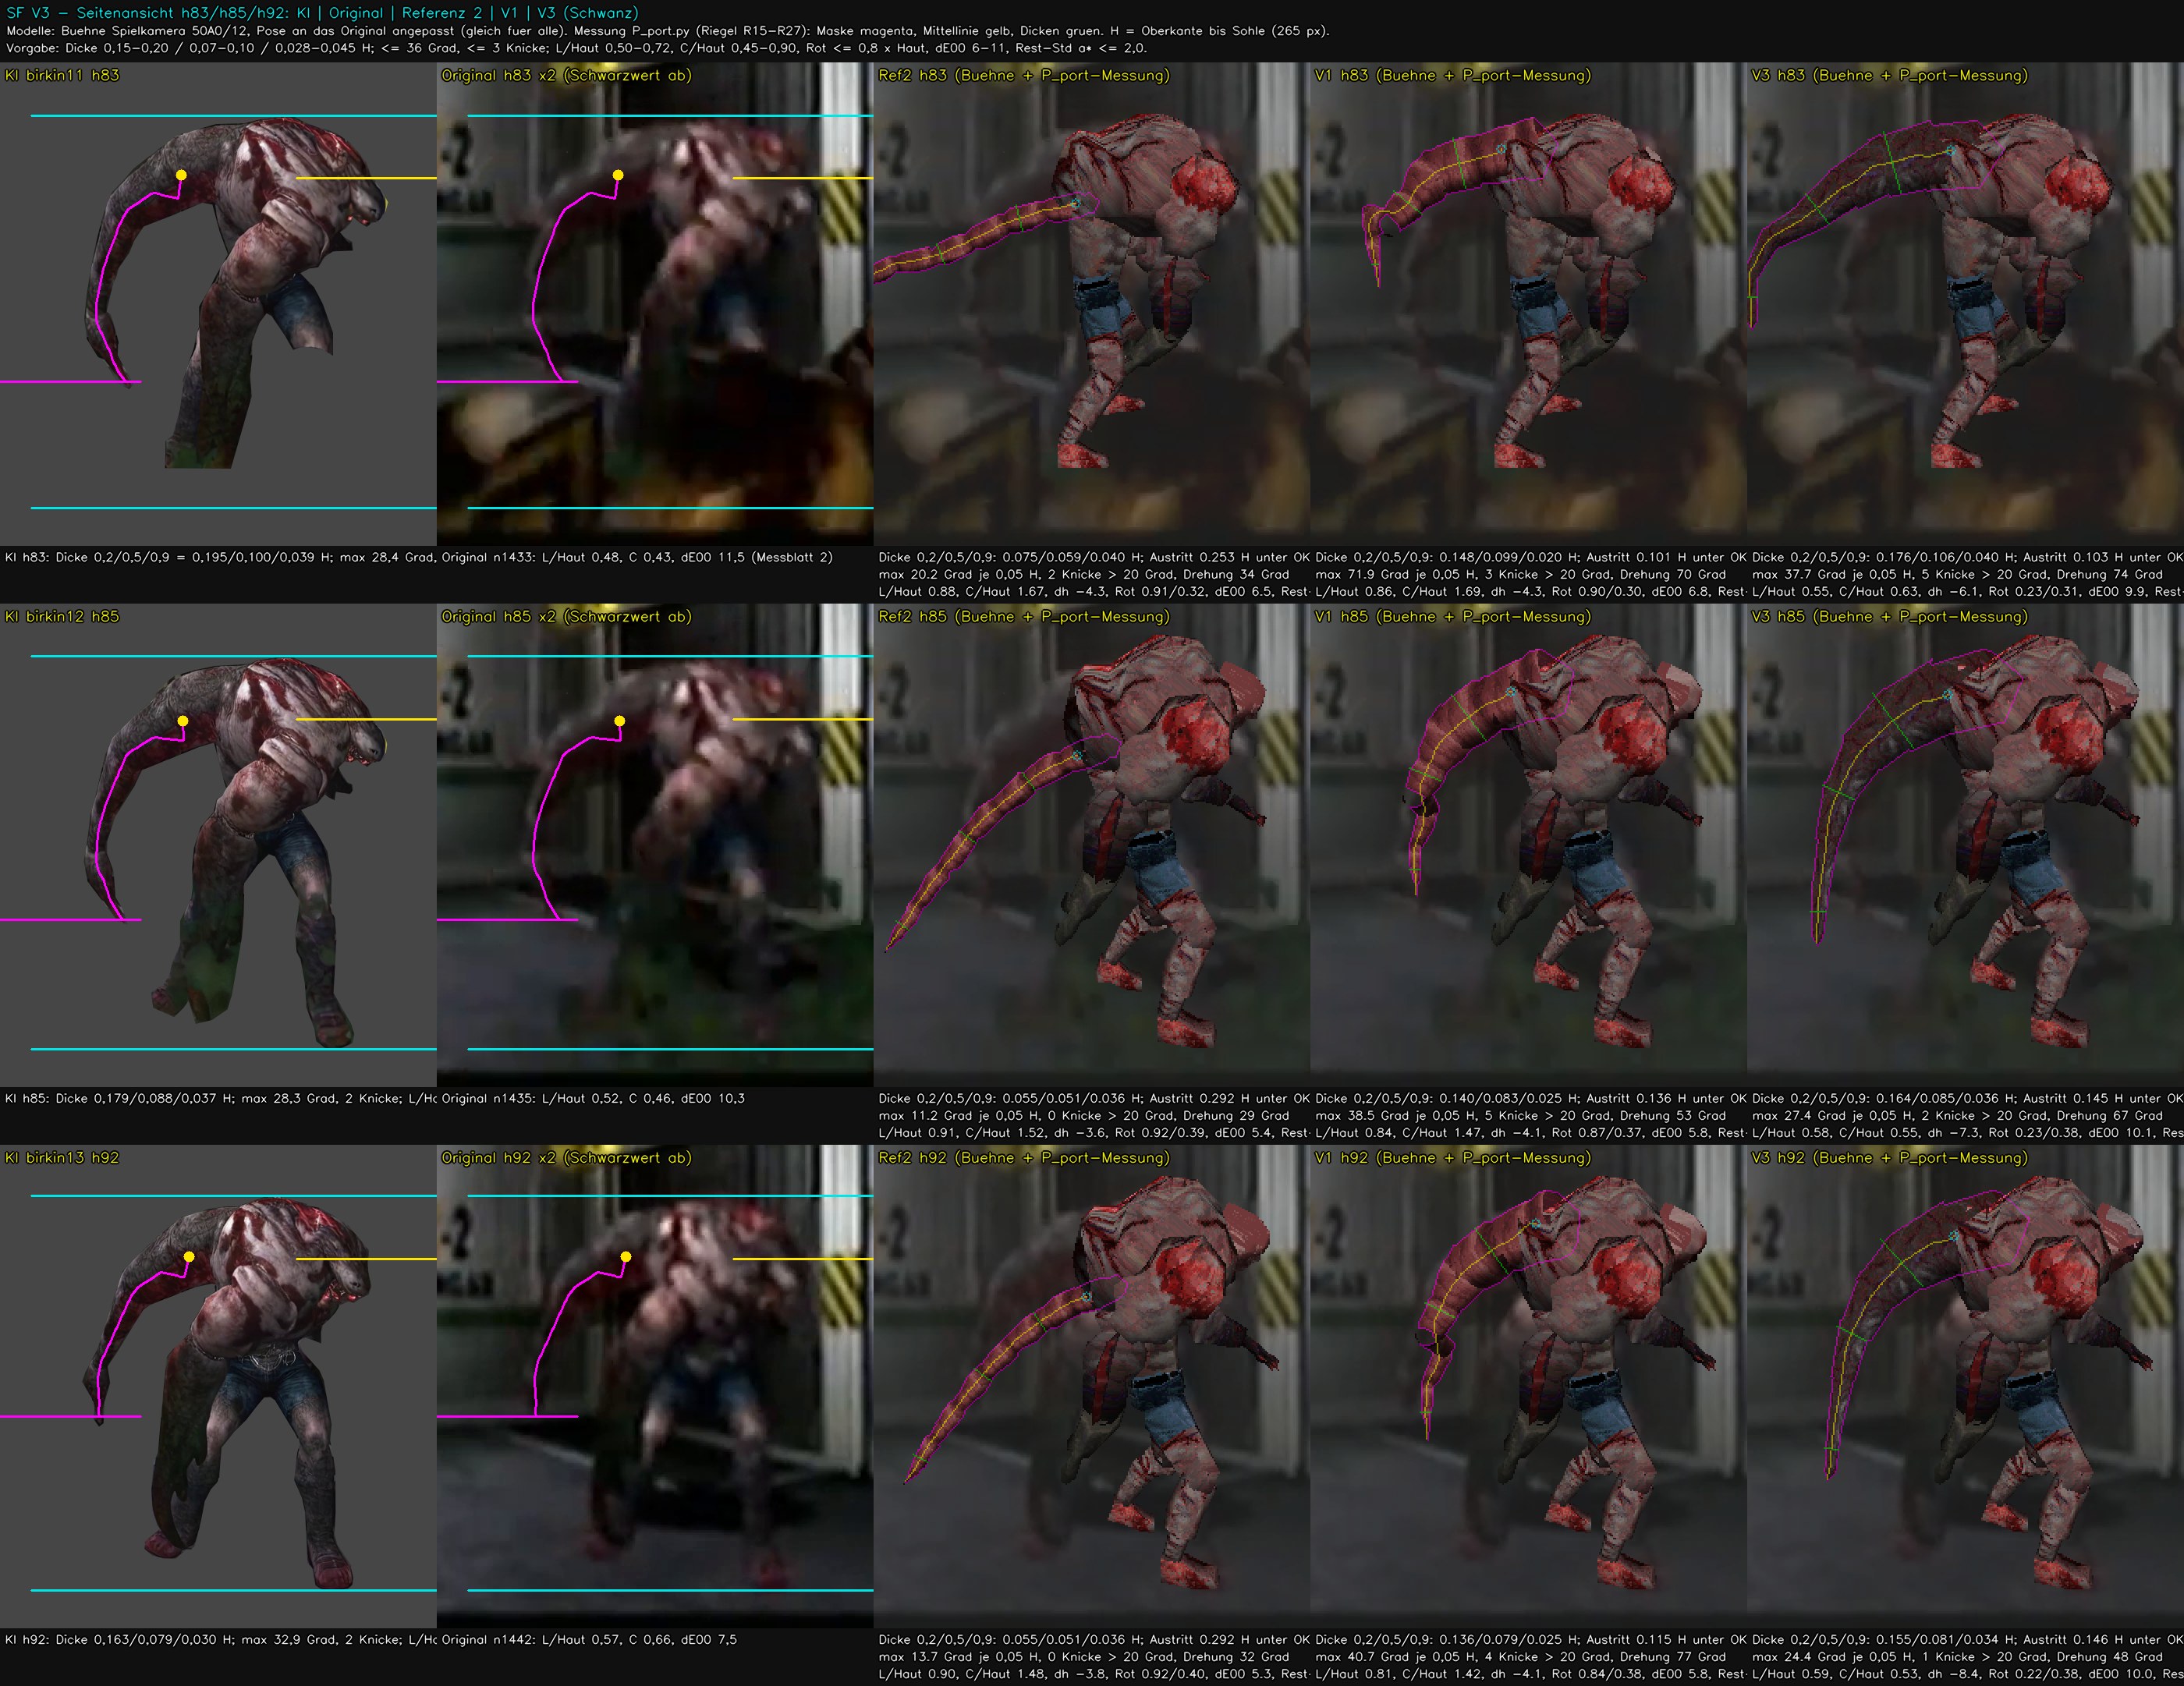 SF V3 - Seitenansicht h83/h85/h92: KI | Original | Referenz 2 | V1 | V3 (Schwanz)
Modelle: Buehne Spielkamera 50A0/12, Pose an das Original angepasst (gleich fuer alle). Messung P_port.py (Riegel R15-R27): Maske magenta, Mittellinie gelb, Dicken gruen. H = Oberkante bis Sohle (265 px).
Vorgabe: Dicke 0,15-0,20 / 0,07-0,10 / 0,028-0,045 H; <= 36 Grad, <= 3 Knicke; L/Haut 0,50-0,72, C/Haut 0,45-0,90, Rot <= 0,8 x Haut, dE00 6-11, Rest-Std a* <= 2,0.
KI birkin11 h83
Original h83 x2 (Schwarzwert ab)
Ref2 h83 (Buehne + P_port-Messung)
V1 h83 (Buehne + P_port-Messung)
V3 h83 (Buehne + P_port-Messung)
KI h83: Dicke 0,2/0,5/0,9 = 0,195/0,100/0,039 H; max 28,4 Grad,
Original n1433: L/Haut 0,48, C 0,43, dE00 11,5 (Messblatt 2)
Dicke 0,2/0,5/0,9: 0.075/0.059/0.040 H; Austritt 0.253 H unter OK
max 20.2 Grad je 0,05 H, 2 Knicke > 20 Grad, Drehung 34 Grad
L/Haut 0.88, C/Haut 1.67, dh -4.3, Rot 0.91/0.32, dE00 6.5, Rest-
Dicke 0,2/0,5/0,9: 0.148/0.099/0.020 H; Austritt 0.101 H unter OK
max 71.9 Grad je 0,05 H, 3 Knicke > 20 Grad, Drehung 70 Grad
L/Haut 0.86, C/Haut 1.69, dh -4.3, Rot 0.90/0.30, dE00 6.8, Rest-
Dicke 0,2/0,5/0,9: 0.176/0.106/0.040 H; Austritt 0.103 H unter OK
max 37.7 Grad je 0,05 H, 5 Knicke > 20 Grad, Drehung 74 Grad
L/Haut 0.55, C/Haut 0.63, dh -6.1, Rot 0.23/0.31, dE00 9.9, Rest-
KI birkin12 h85
Original h85 x2 (Schwarzwert ab)
Ref2 h85 (Buehne + P_port-Messung)
V1 h85 (Buehne + P_port-Messung)
V3 h85 (Buehne + P_port-Messung)
KI h85: Dicke 0,179/0,088/0,037 H; max 28,3 Grad, 2 Knicke; L/Ha
Original n1435: L/Haut 0,52, C 0,46, dE00 10,3
Dicke 0,2/0,5/0,9: 0.055/0.051/0.036 H; Austritt 0.292 H unter OK
max 11.2 Grad je 0,05 H, 0 Knicke > 20 Grad, Drehung 29 Grad
L/Haut 0.91, C/Haut 1.52, dh -3.6, Rot 0.92/0.39, dE00 5.4, Rest-
Dicke 0,2/0,5/0,9: 0.140/0.083/0.025 H; Austritt 0.136 H unter OK
max 38.5 Grad je 0,05 H, 5 Knicke > 20 Grad, Drehung 53 Grad
L/Haut 0.84, C/Haut 1.47, dh -4.1, Rot 0.87/0.37, dE00 5.8, Rest-
Dicke 0,2/0,5/0,9: 0.164/0.085/0.036 H; Austritt 0.145 H unter OK
max 27.4 Grad je 0,05 H, 2 Knicke > 20 Grad, Drehung 67 Grad
L/Haut 0.58, C/Haut 0.55, dh -7.3, Rot 0.23/0.38, dE00 10.1, Res
KI birkin13 h92
Original h92 x2 (Schwarzwert ab)
Ref2 h92 (Buehne + P_port-Messung)
V1 h92 (Buehne + P_port-Messung)
V3 h92 (Buehne + P_port-Messung)
KI h92: Dicke 0,163/0,079/0,030 H; max 32,9 Grad, 2 Knicke; L/Ha
Original n1442: L/Haut 0,57, C 0,66, dE00 7,5
Dicke 0,2/0,5/0,9: 0.055/0.051/0.036 H; Austritt 0.292 H unter OK
max 13.7 Grad je 0,05 H, 0 Knicke > 20 Grad, Drehung 32 Grad
L/Haut 0.90, C/Haut 1.48, dh -3.8, Rot 0.92/0.40, dE00 5.3, Rest-
Dicke 0,2/0,5/0,9: 0.136/0.079/0.025 H; Austritt 0.115 H unter OK
max 40.7 Grad je 0,05 H, 4 Knicke > 20 Grad, Drehung 77 Grad
L/Haut 0.81, C/Haut 1.42, dh -4.1, Rot 0.84/0.38, dE00 5.8, Rest-
Dicke 0,2/0,5/0,9: 0.155/0.081/0.034 H; Austritt 0.146 H unter OK
max 24.4 Grad je 0,05 H, 1 Knicke > 20 Grad, Drehung 48 Grad
L/Haut 0.59, C/Haut 0.53, dh -8.4, Rot 0.22/0.38, dE00 10.0, Res